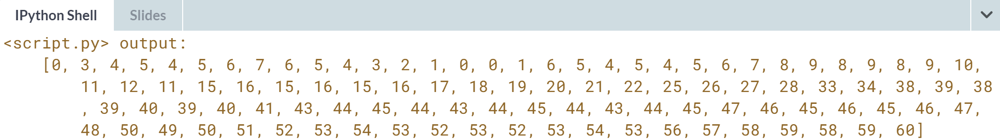 IPython Shell Slides
<script.py> output:
[0, 3, 4, 5, 4, 5, 6, 7, 6, 5, 4, 3, 2, 1, 0, 0, 1, 6, 5, 4, 5, 4, 5, 6, 7, 8, 9, 8, 9, 8, 9, 10,
11, 12, 11, 15, 16, 15, 16, 15, 16, 17, 18, 19, 20, 21, 22, 25, 26, 27, 28, 33, 34, 38, 39, 38
, 39, 40, 39, 40, 41, 43, 44, 45, 44, 43, 44, 45, 44, 43, 44, 45, 47, 46, 45, 46, 45, 46, 47,
48, 50, 49, 50, 51, 52, 53, 54, 53, 52, 53, 52, 53, 54, 53, 56, 57, 58, 59, 58, 59, 60]